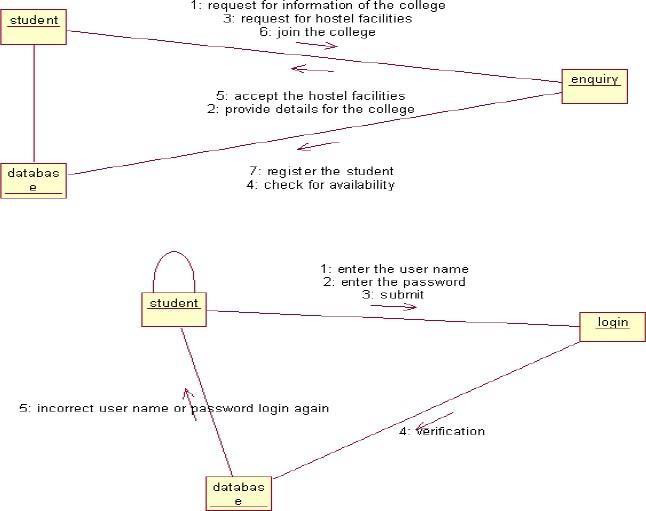 1: request for information of the college
student
3: request for hostel facilities
6: join the college
enquiry
5: accept the hostel facilities
2: provide details for the college
databas
e
7: register the student
4: check for availability
1: enter the user name
2: enter the password
3: submit
student
login
5: incorrect user name or password login again
4: verification
databas
e